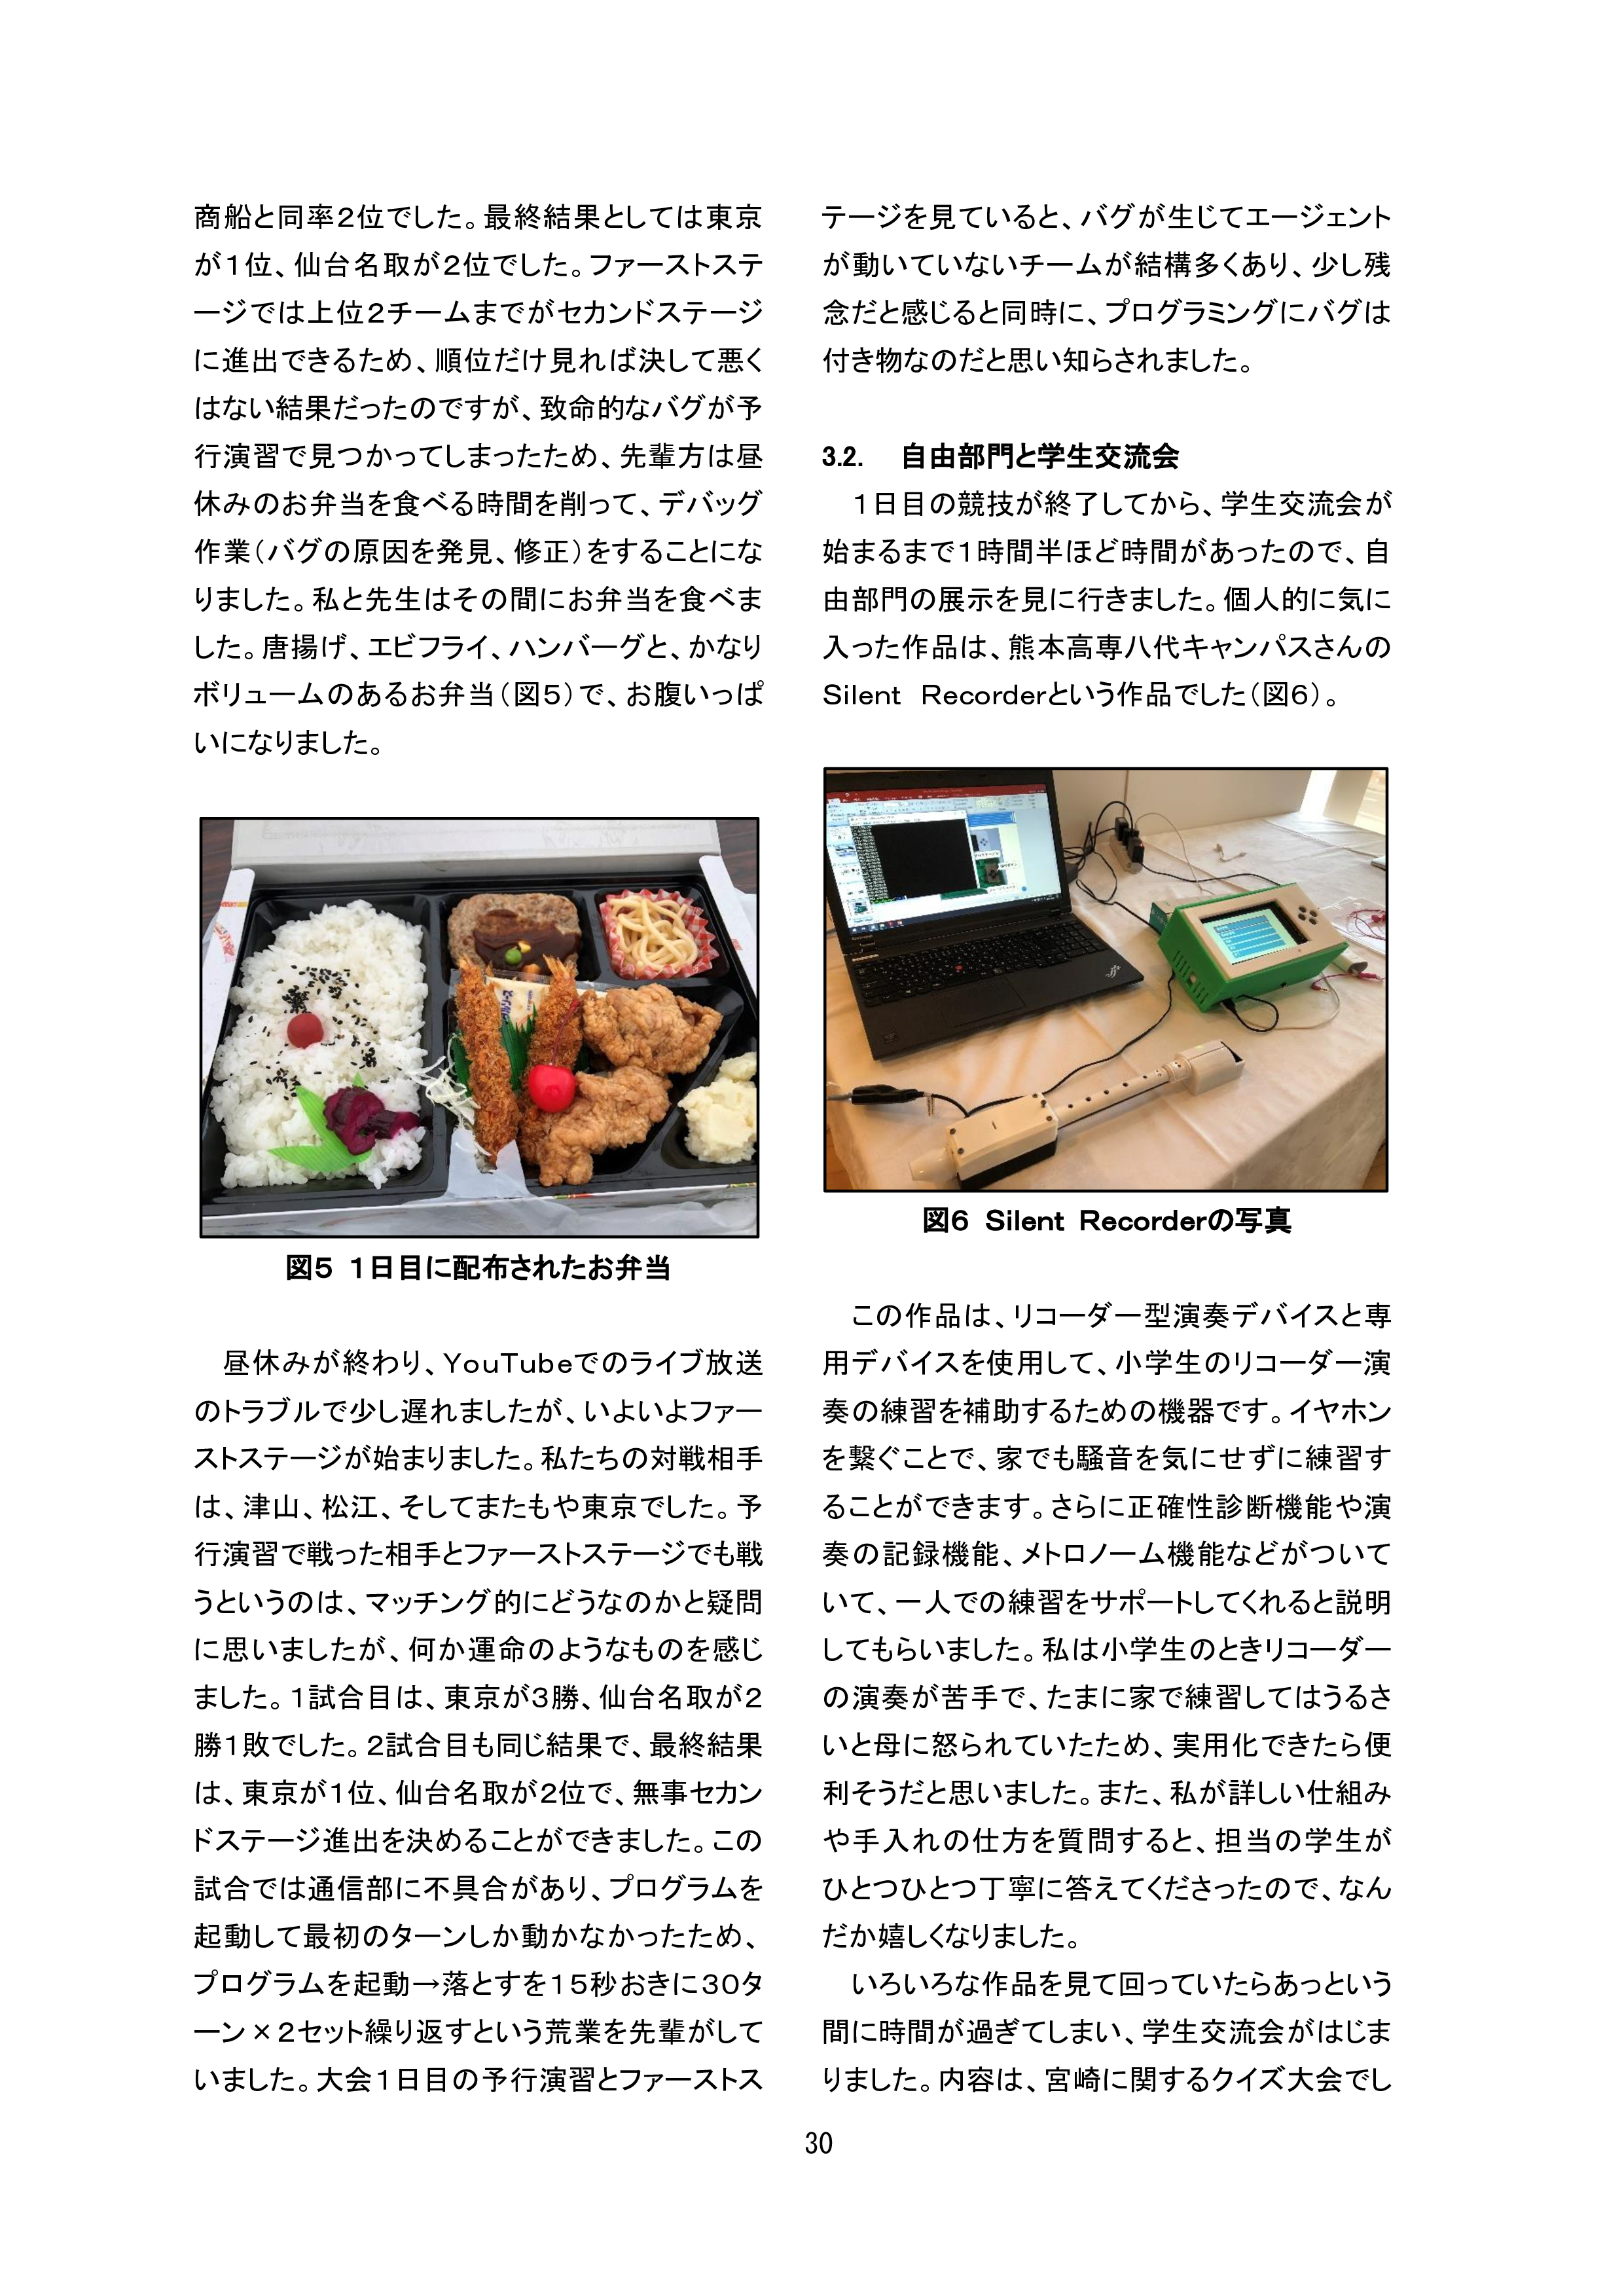 商船と同率2位でした。最終結果としては東京
が1位、仙台名取が2位でした。ファーストステ
ージでは上位2チームまでがセカンドステージ
に進出できるため、順位だけ見れば決して悪く
はない結果だったのですが、致命的なバグが予
行演習で見つかってしまったため、先輩方は昼
休みのお弁当を食べる時間を削って、デバッグ
作業(バグの原因を発見、修正)をすることにな
りました。私と先生はその間にお弁当を食べま
した。唐揚げ、エビフライ、ハンバーグと、かなり
ボリュームのあるお弁当(図5)で、お腹いっぱ
いになりました。
図5 1日目に配布されたお弁当
昼休みが終わり、YouTubeでのライブ放送
のトラブルで少し遅れましたが、いよいよファー
ストステージが始まりました。私たちの対戦相手
は、津山、松江、そしてまたもや東京でした。予
行演習で戦った相手とファーストステージでも戦
うというのは、マッチング的にどうなのかと疑問
に思いましたが、何か運命のようなものを感じ
ました。1試合目は、東京が3勝、仙台名取が2
勝1敗でした。2試合目も同じ結果で、最終結果
は、東京が1位、仙台名取が2位で、無事セカン
ドステージ進出を決めることができました。この
試合では通信部に不具合があり、プログラムを
起動して最初のターンしか動かなかったため、
プログラムを起動→落とすを15秒おきに30タ
ーン×2セット繰り返すという荒業を先輩がして
いました。大会1日目の予行演習とファーストス
テージを見ていると、バグが生じてエージェント
が動いていないチームが結構多くあり、少し残
念だと感じると同時に、プログラミングにバグは
付き物なのだと思い知らされました。
3.2. 自由部門と学生交流会
1日目の競技が終了してから、学生交流会が
始まるまで1時間半ほど時間があったので、自
由部門の展示を見に行きました。個人的に気に
入った作品は、熊本高専八代キャンパスさんの
Silent Recorderという作品でした(図6)。
図6 Silent Recorderの写真
この作品は、リコーダー型演奏デバイスと専
用デバイスを使用して、小学生のリコーダー演
奏の練習を補助するための機器です。イヤホン
を繋ぐことで、家でも騒音を気にせずに練習す
ることができます。さらに正確性診断機能や演
奏の記録機能、メトロノーム機能などがついて
いて、一人での練習をサポートしてくれると説明
してもらいました。私は小学生のときリコーダー
の演奏が苦手で、たまに家で練習してはうるさ
いと母に怒られていたため、実用化できたら便
利そうだと思いました。また、私が詳しい仕組み
や手入れの仕方を質問すると、担当の学生が
ひとつひとつ丁寧に答えてくださったので、なん
だか嬉しくなりました。
いろいろな作品を見て回っていたらあっという
間に時間が過ぎてしまい、学生交流会がはじま
りました。内容は、宮崎に関するクイズ大会でし
30